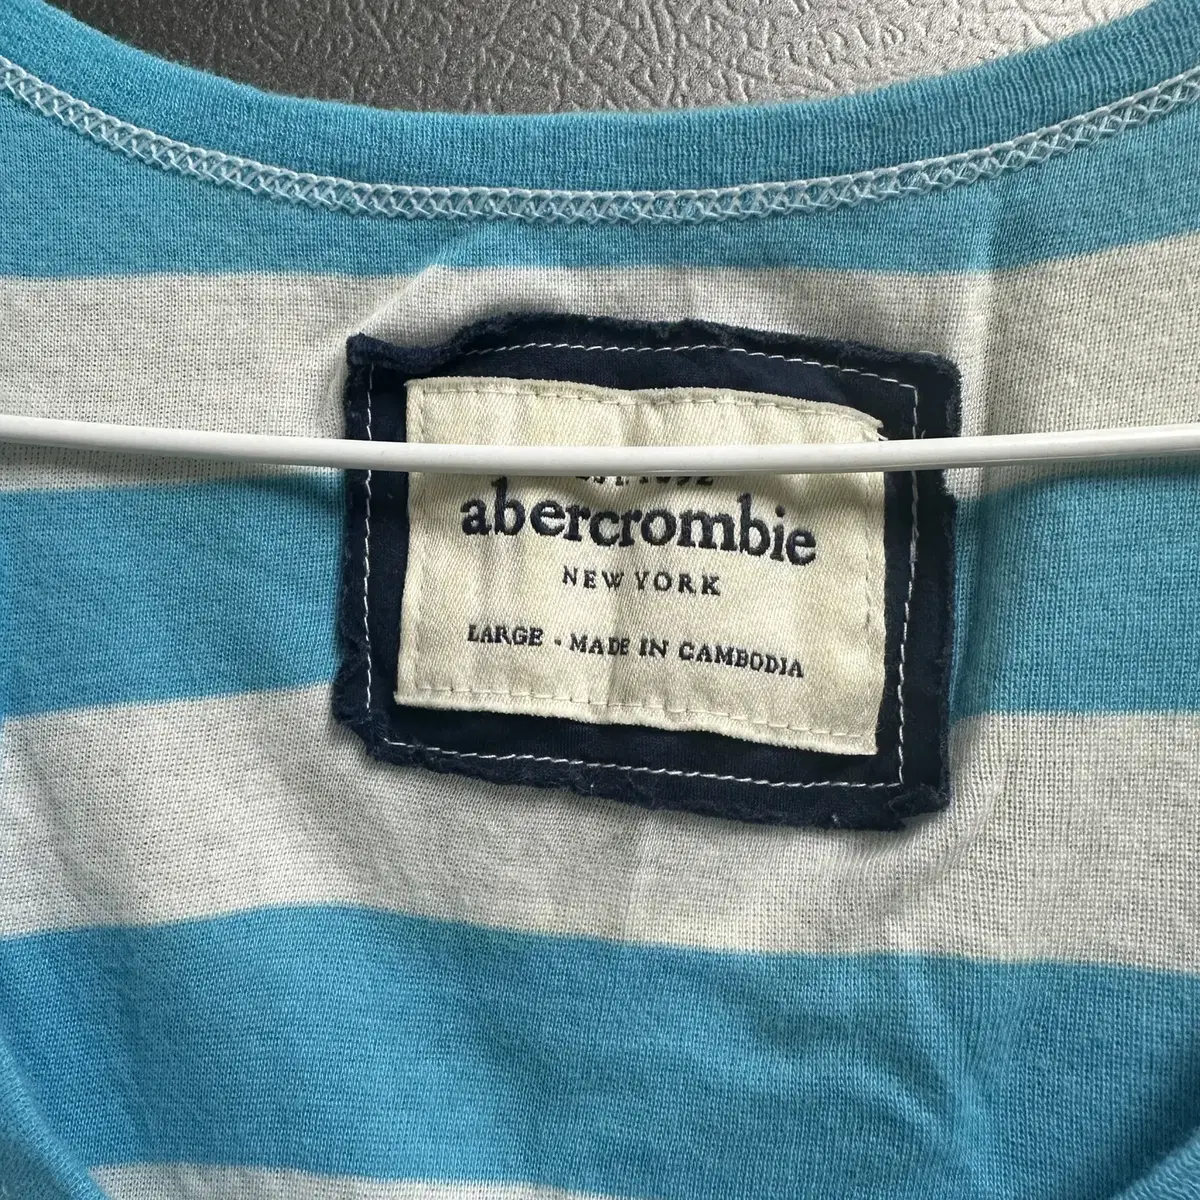 abercrombie
NEW YORK
LARGE - MADE IN CAMBODIA